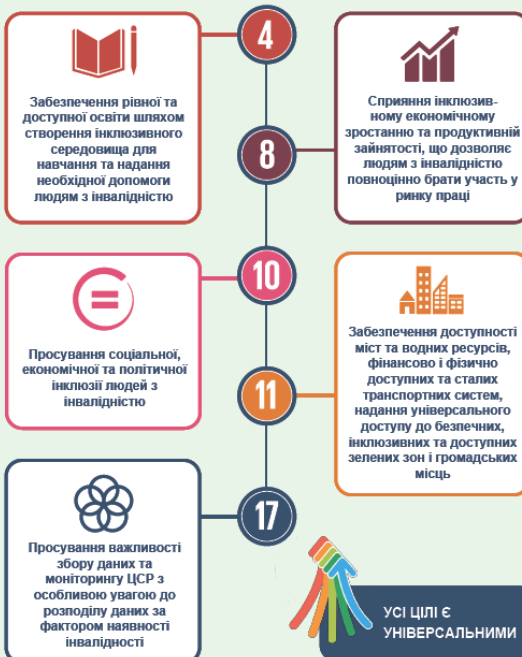 4
Забезпечення рівної та
доступної освіти шляхом
створення інклюзивного
середовища для
навчання та надання
необхідної допомоги
людям з інвалідністю
8
Сприяння інклюзив-
ному економічному
зростанню та продуктивній
зайнятості, що дозволяє
людям з інвалідністю
повноцінно брати участь у
ринку праці
10
Просування соціальної,
економічної та політичної
інклюзії людей з
інвалідністю
11
Забезпечення доступності
міст та водних ресурсів,
фінансово і фізично
доступних та сталих
транспортних систем,
надання універсального
доступу до безпечних,
інклюзивних та доступних
зелених зон і громадських
місць
17
Просування важливості
збору даних та
моніторингу ЦСР з
особливою увагою до
розподілу даних за
фактором наявності
інвалідності
УСІ ЦІЛІ Є
УНІВЕРСАЛЬНИМИ